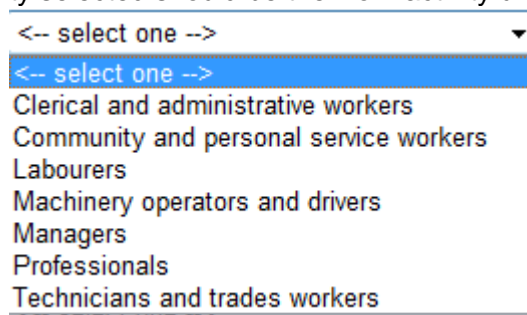 <-- select one -->
<-- select one -->
Clerical and administrative workers
Community and personal service workers
Labourers
Machinery operators and drivers
Managers
Professionals
Technicians and trades workers